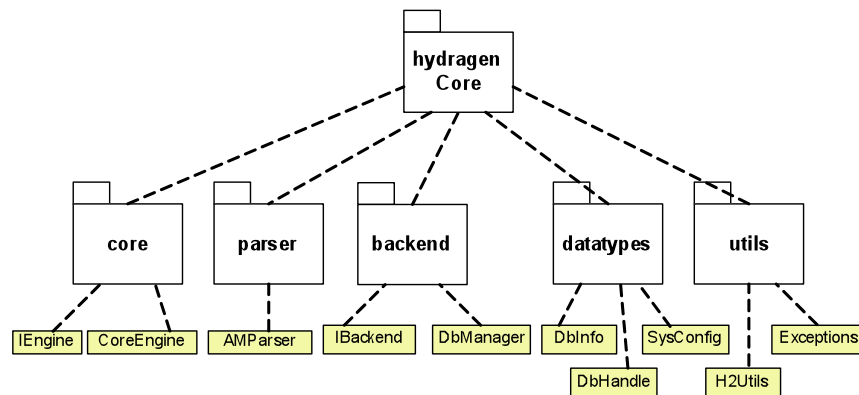 hydragen
Core
core
parser
backend
datatypes
utils
IEngine
CoreEngine
AMParser
IBackend
DbManager
DbInfo
SysConfig
Exceptions
DbHandle
H2Utils